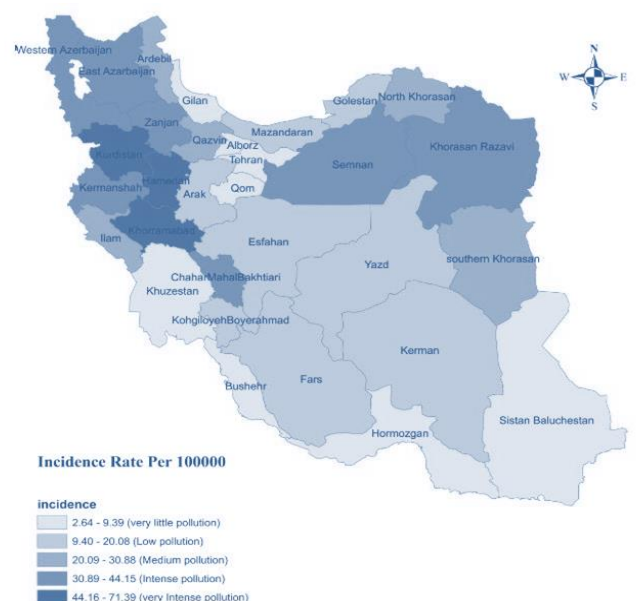 Western Azerbaijan
East Azarbaijan
Ardebil
Gilan
Zanjan
Qazvin
Mazandaran
Golestan
North Khorasan
Alborz
Tehran
Semnan
Khorasan Razavi
Kurdistan
Hamedan
Qom
Arak
Kermanshah
Khorramabad
Ilam
Esfahan
Yazd
southern Khorasan
ChaharMahalBakhtiari
Khuzestan
KohgiloyehBoyerahmad
Kerman
Fars
Bushehr
Sistan Baluchestan
Hormozgan
N
W
E
S
Incidence Rate Per 100000
incidence
2.64 - 9.39 (very little pollution)
9.40 - 20.08 (Low pollution)
20.09 - 30.88 (Medium pollution)
30.89 - 44.15 (Intense pollution)
44.16 - 71.39 (very Intense pollution)